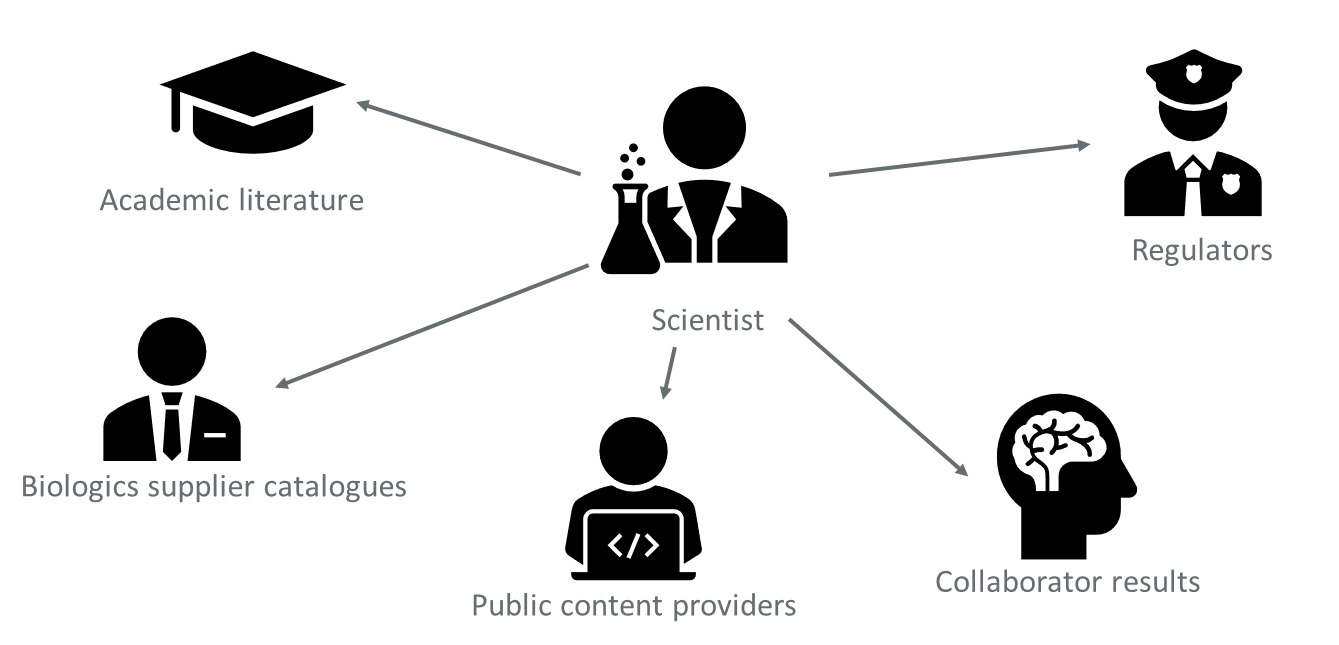 Academic literature
Regulators
Scientist
Biologics supplier catalogues
</>
Public content providers
Collaborator results